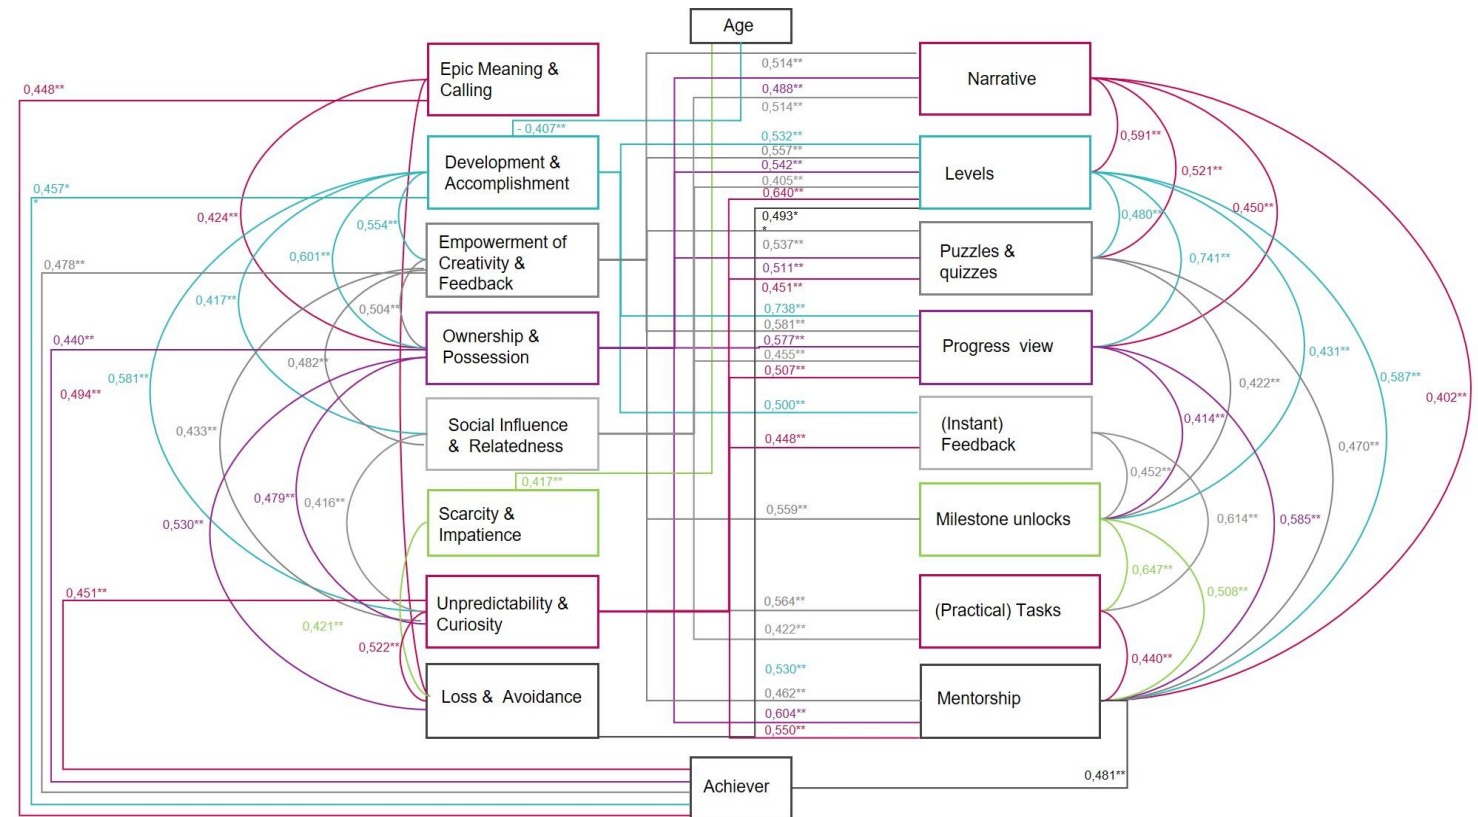 Age
Epic Meaning &
Calling
Development &
Accomplishment
Empowerment of
Creativity &
Feedback
Ownership &
Possession
Social Influence
& Relatedness
Scarcity &
Impatience
Unpredictability &
Curiosity
Loss & Avoidance
Achiever
Narrative
Levels
Puzzles &
quizzes
Progress view
(Instant)
Feedback
Milestone unlocks
(Practical) Tasks
Mentorship
0,448**
0,457*
*
0,478**
0,440**
0,494**
0,451**
0,424**
0,554**
0,601**
0,417**
0,504**
0,482**
0,581**
0,433**
0,479**
0,416**
0,530**
0,421**
0,522**
- 0,407**
0,417**
0,514**
0,488**
0,514**
0,532**
0,557**
0,542**
0,405**
0,640**
0,493*
*
0,537**
0,511**
0,451**
0,738**
0,581**
0,577**
0,455**
0,507**
0,500**
0,448**
0,559**
0,564**
0,422**
0,530**
0,462**
0,604**
0,550**
0,591**
0,521**
0,450**
0,480**
0,741**
0,431**
0,587**
0,402**
0,422**
0,414**
0,470**
0,452**
0,614**
0,585**
0,647**
0,508**
0,440**
0,481**